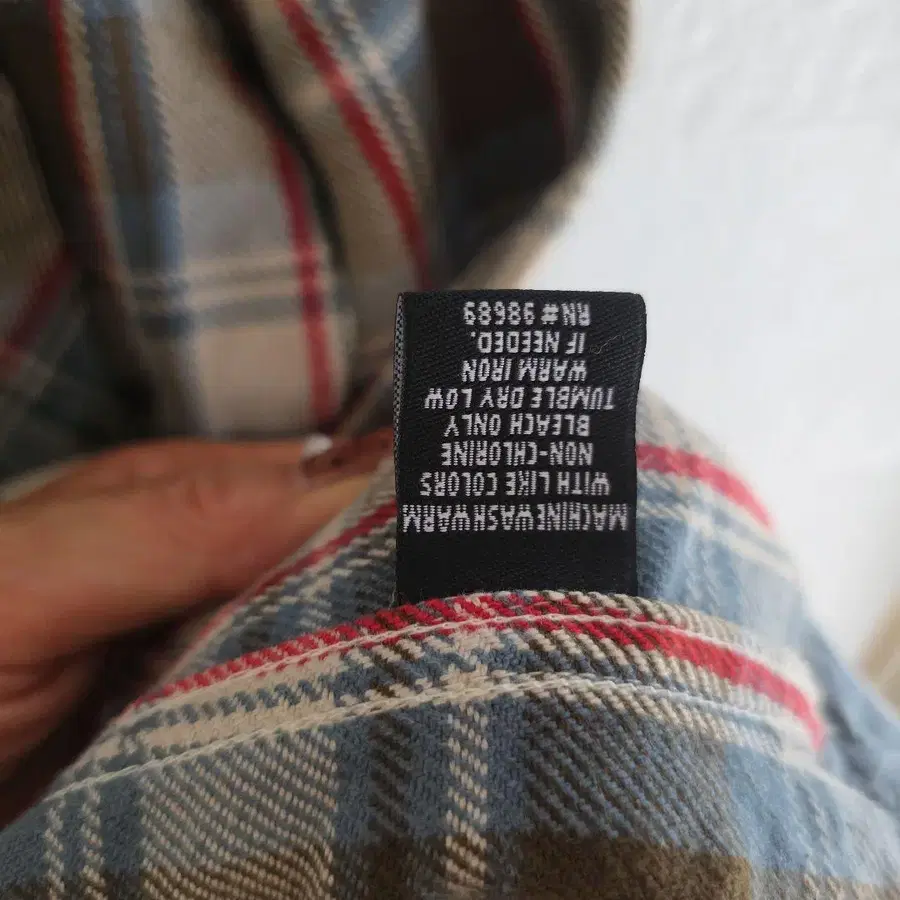 MACHINE WASH WARM
WITH LIKE COLORS
NON-CHLORINE
BLEACH ONLY
TUMBLE DRY LOW
WARM IRON
IF NEEDED.
RN# 98689